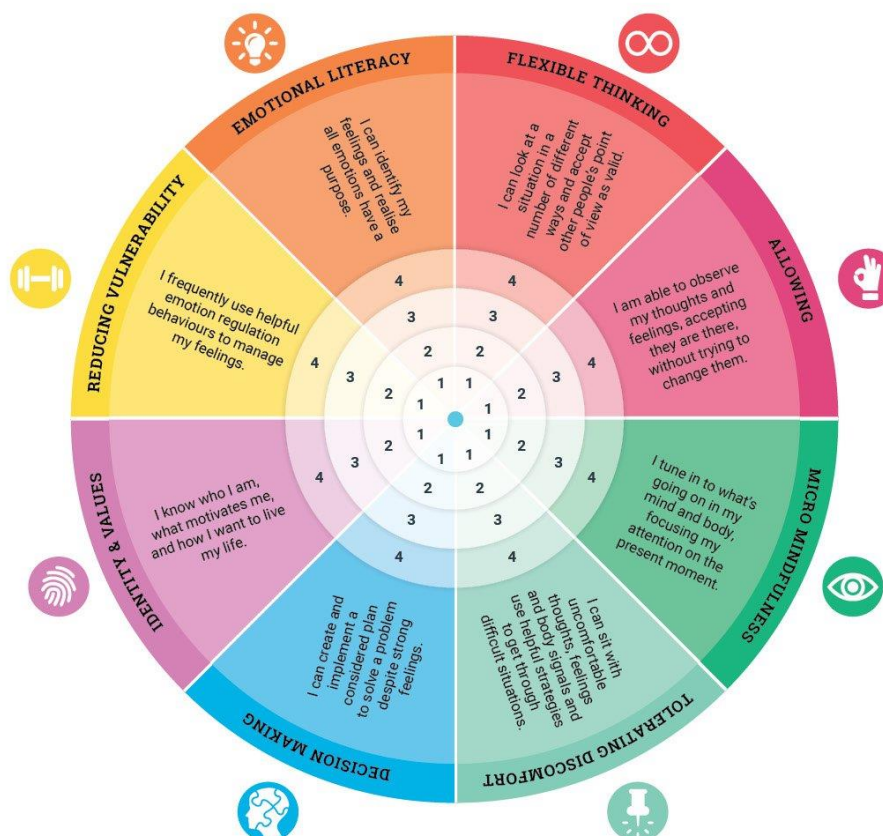 EMOTIONAL LITERACY
I can identify my
feelings and realise
all emotions have a
purpose.
4
3
2
1
FLEXIBLE THINKING
I can look at a
situation in a
number of different
ways and accept
other people's point
of view as valid.
4
3
2
1
ALLOWING
I am able to observe
my thoughts and
feelings, accepting
they are there,
without trying to
change them.
4
3
2
1
MICRO MINDFULNESS
I tune in to what's
going on in my
mind and body,
focusing my
attention on the
present moment.
4
3
2
1
TOLERATING DISCOMFORT
I can sit with
uncomfortable
thoughts, feelings
and body signals and
use helpful strategies
to get through
difficult situations.
4
3
2
1
DECISION MAKING
I can create and
implement a
considered plan
to solve a problem
despite strong
feelings.
4
3
2
1
IDENTITY & VALUES
I know who I am,
what motivates me,
and how I want to live
my life.
4
3
2
1
REDUCING VULNERABILITY
I frequently use helpful
emotion regulation
behaviours to manage
my feelings.
4
3
2
1